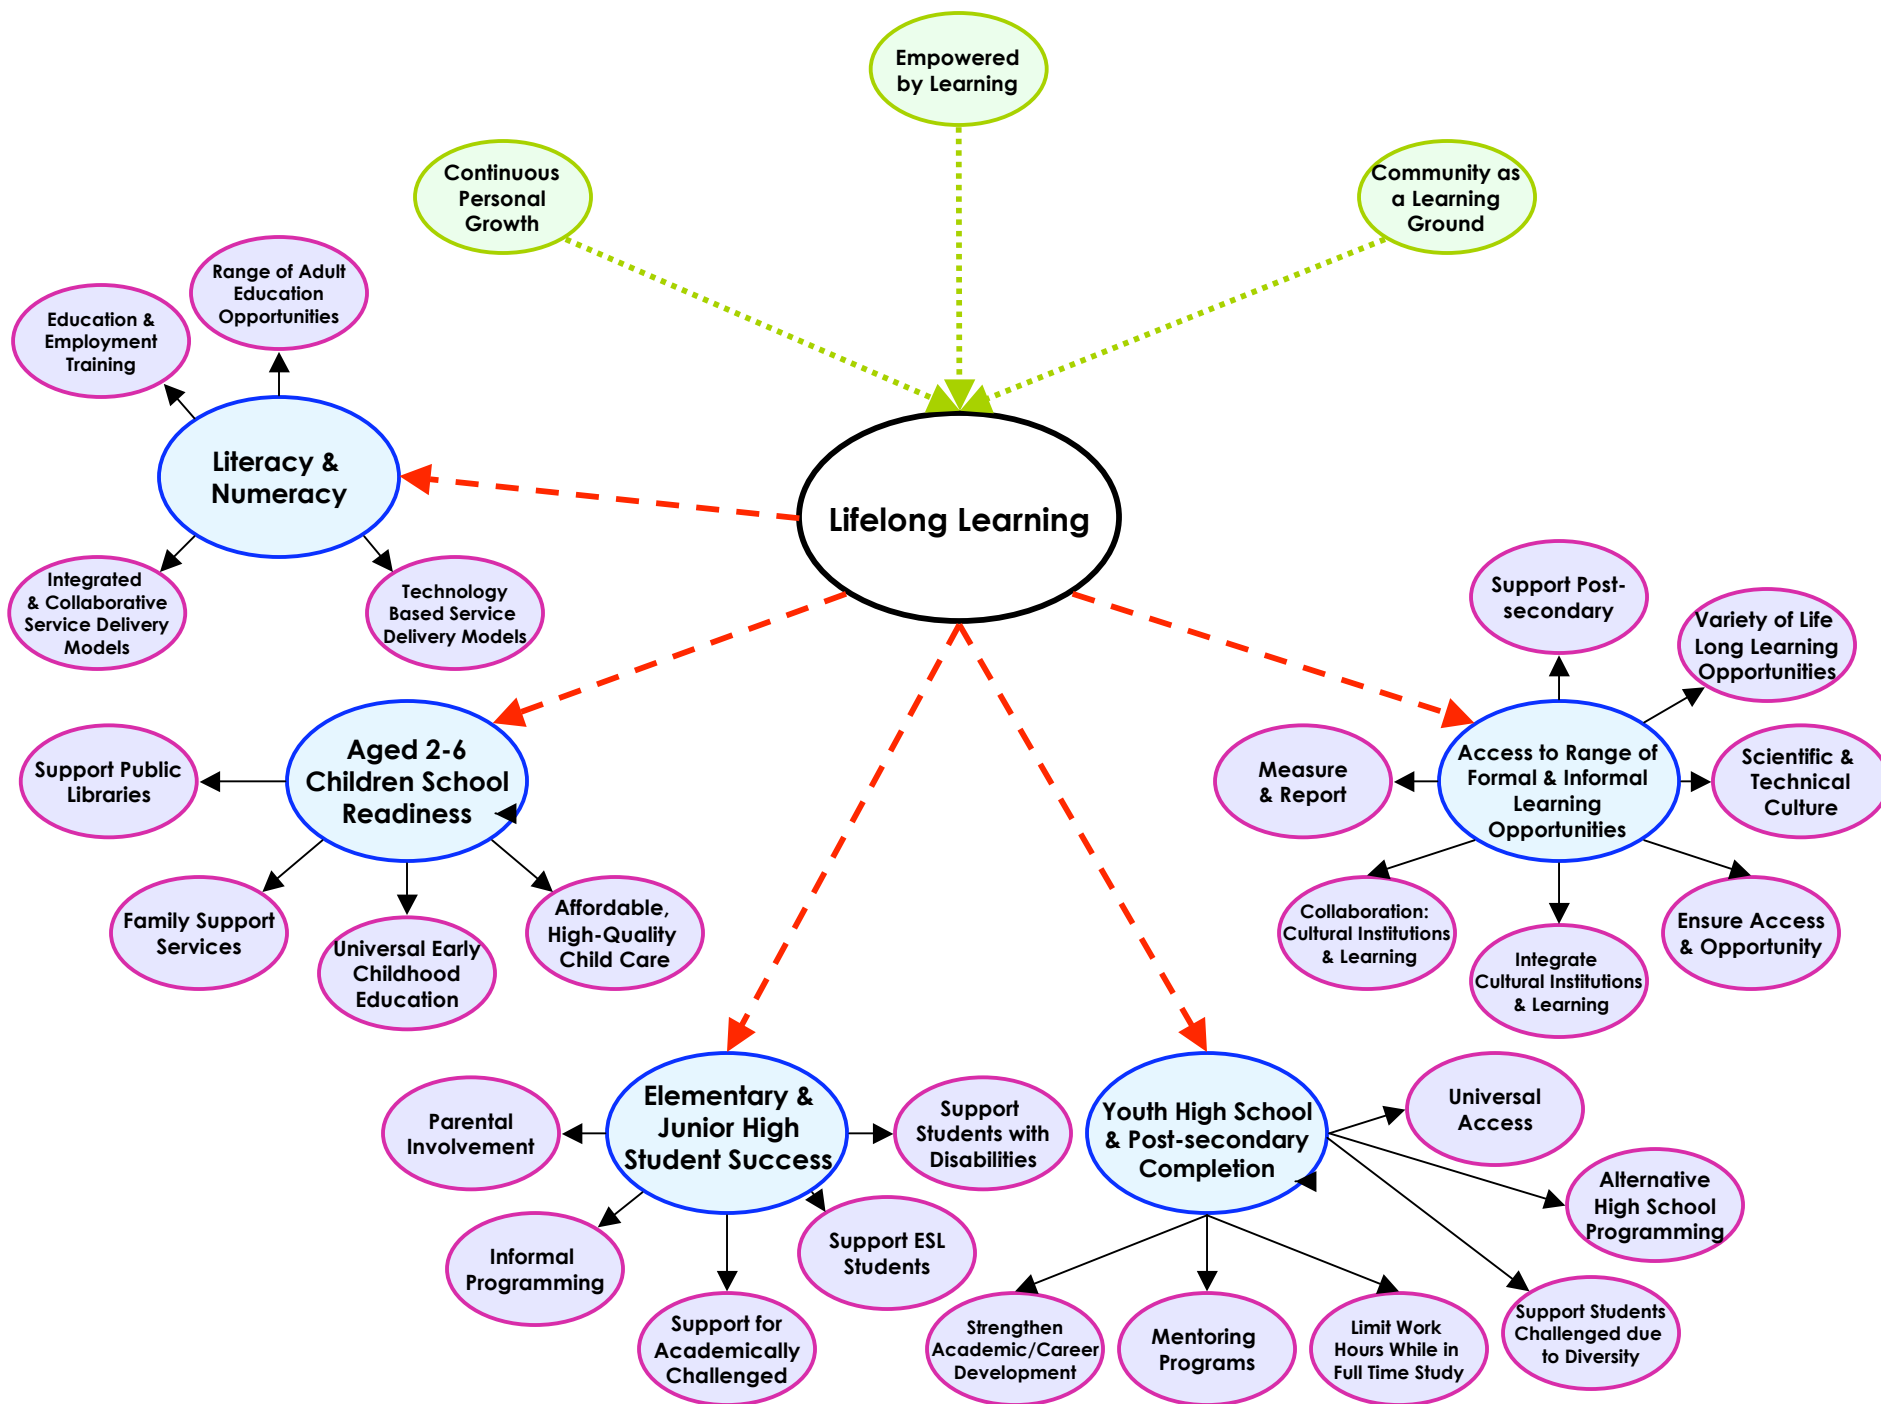 Empowered
by Learning
Continuous
Personal
Growth
Community as
a Learning
Ground
Range of Adult
Education
Opportunities
Education &
Employment
Training
Literacy &
Numeracy
Integrated
& Collaborative
Service Delivery
Models
Technology
Based Service
Delivery Models
Lifelong Learning
Support Post-
secondary
Variety of Life
Long Learning
Opportunities
Measure
& Report
Access to Range of
Formal & Informal
Learning
Opportunities
Scientific &
Technical
Culture
Collaboration:
Cultural Institutions
& Learning
Integrate
Cultural Institutions
& Learning
Ensure Access
& Opportunity
Support Public
Libraries
Aged 2-6
Children School
Readiness
Family Support
Services
Universal Early
Childhood
Education
Affordable,
High-Quality
Child Care
Parental
Involvement
Elementary &
Junior High
Student Success
Support
Students with
Disabilities
Informal
Programming
Support for
Academically
Challenged
Support ESL
Students
Youth High School
& Post-secondary
Completion
Universal
Access
Alternative
High School
Programming
Strengthen
Academic/Career
Development
Mentoring
Programs
Limit Work
Hours While in
Full Time Study
Support Students
Challenged due
to Diversity